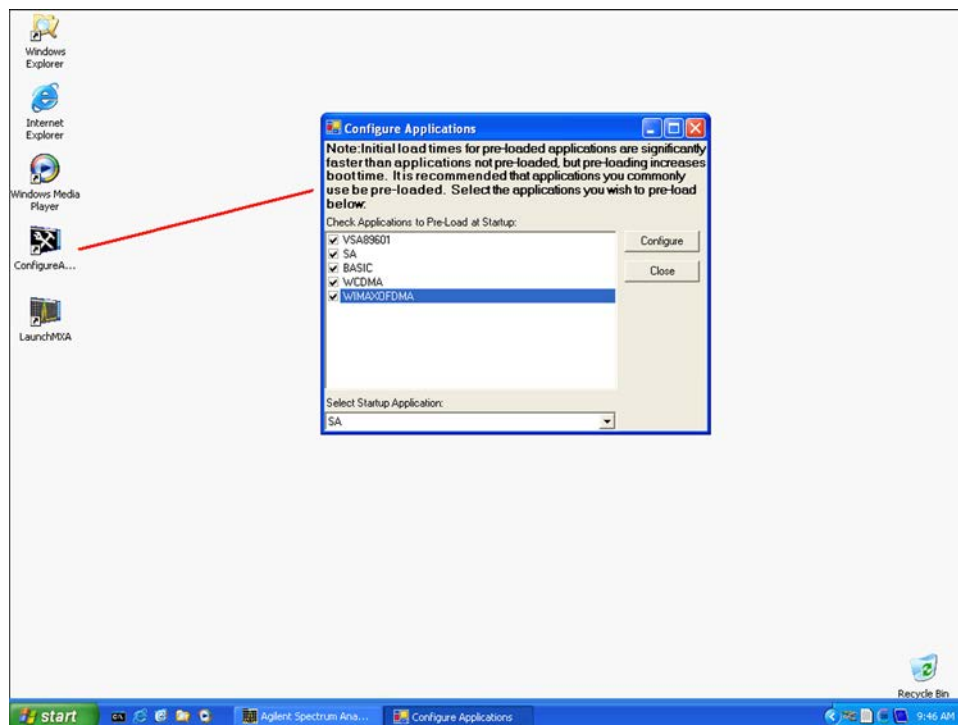 Windows
Explorer
Internet
Explorer
Windows Media
Player
ConfigureA...
LaunchMXA
Configure Applications
Note:Initial load times for pre-loaded applications are significantly
faster than applications not pre-loaded, but pre-loading increases
boot time. It is recommended that applications you commonly
use be pre-loaded. Select the applications you wish to pre-load
below:
Check Applications to Pre-Load at Startup:
VSA89601
SA
BASIC
WCDMA
WIMAXOFDMA
Configure
Close
Select Startup Application:
SA
Recycle Bin
start
Agilent Spectrum Ana...
Configure Applications
9:46 AM